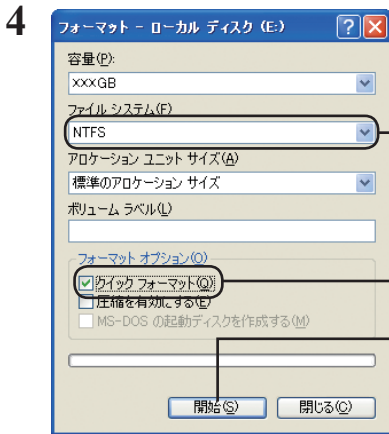 4
フォーマット - ローカル ディスク (E:)
容量(P):
XXXGB
ファイル システム(F)
NTFS
アロケーション ユニット サイズ(A)
標準のアロケーション サイズ
ボリューム ラベル(L)
フォーマット オプション(O)
クイック フォーマット(Q)
圧縮を有効にする(E)
MS-DOS の起動ディスクを作成する(M)
開始(S) 閉じる(C)